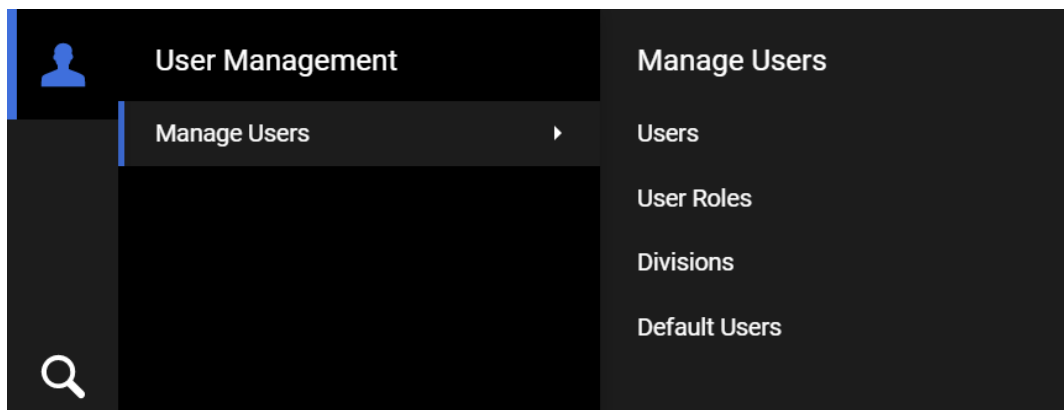 User Management
Manage Users
Manage Users
Users
User Roles
Divisions
Default Users